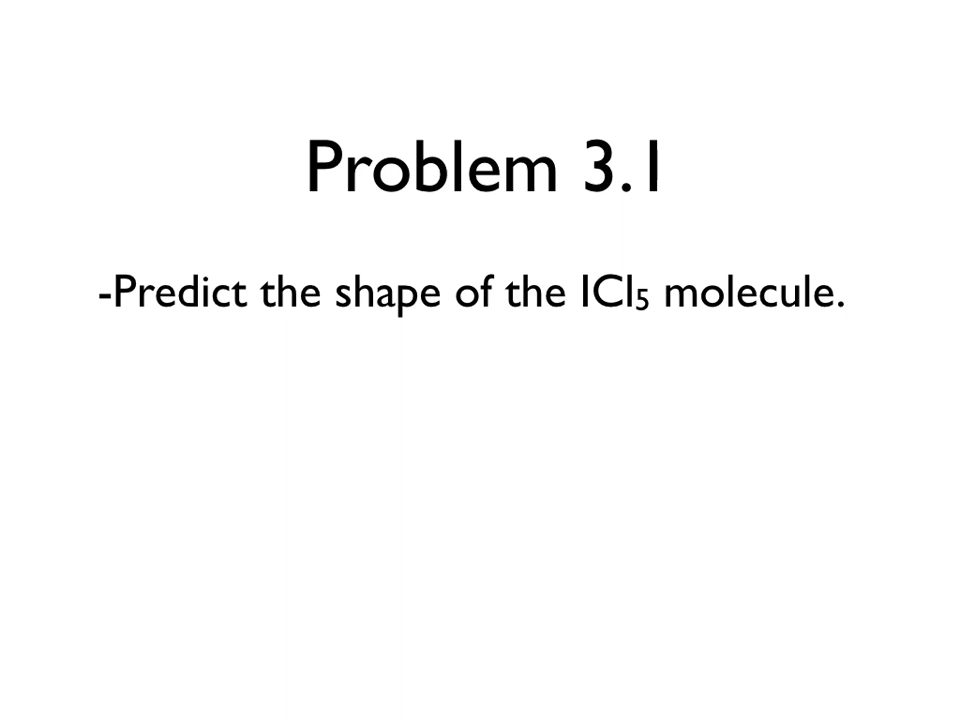 Problem 3.1
-Predict the shape of the ICl₅ molecule.